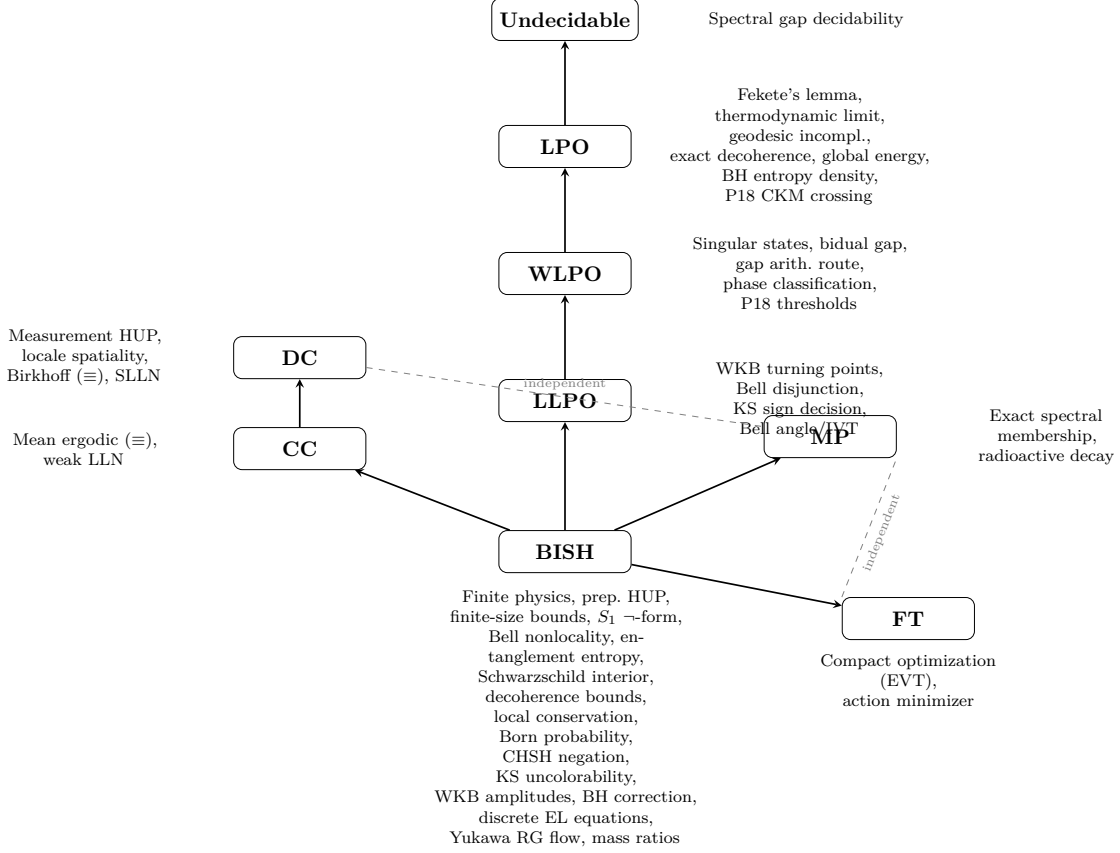 Undecidable
Spectral gap decidability
LPO
Fekete's lemma,
thermodynamic limit,
geodesic incompl.,
exact decoherence, global energy,
BH entropy density,
P18 CKM crossing
WLPO
Singular states, bidual gap,
gap arith. route,
phase classification,
P18 thresholds
Measurement HUP,
locale spatiality,
Birkhoff (≡), SLLN
DC
independent
LLPO
WKB turning points,
Bell disjunction,
KS sign decision,
Bell angle/IVT
MP
Exact spectral
membership,
radioactive decay
Mean ergodic (≡),
weak LLN
CC
independent
BISH
Finite physics, prep. HUP,
finite-size bounds, S₁ ¬-form,
Bell nonlocality, en-
tanglement entropy,
Schwarzschild interior,
decoherence bounds,
local conservation,
Born probability,
CHSH negation,
KS uncolorability,
WKB amplitudes, BH correction,
discrete EL equations,
Yukawa RG flow, mass ratios
FT
Compact optimization
(EVT),
action minimizer